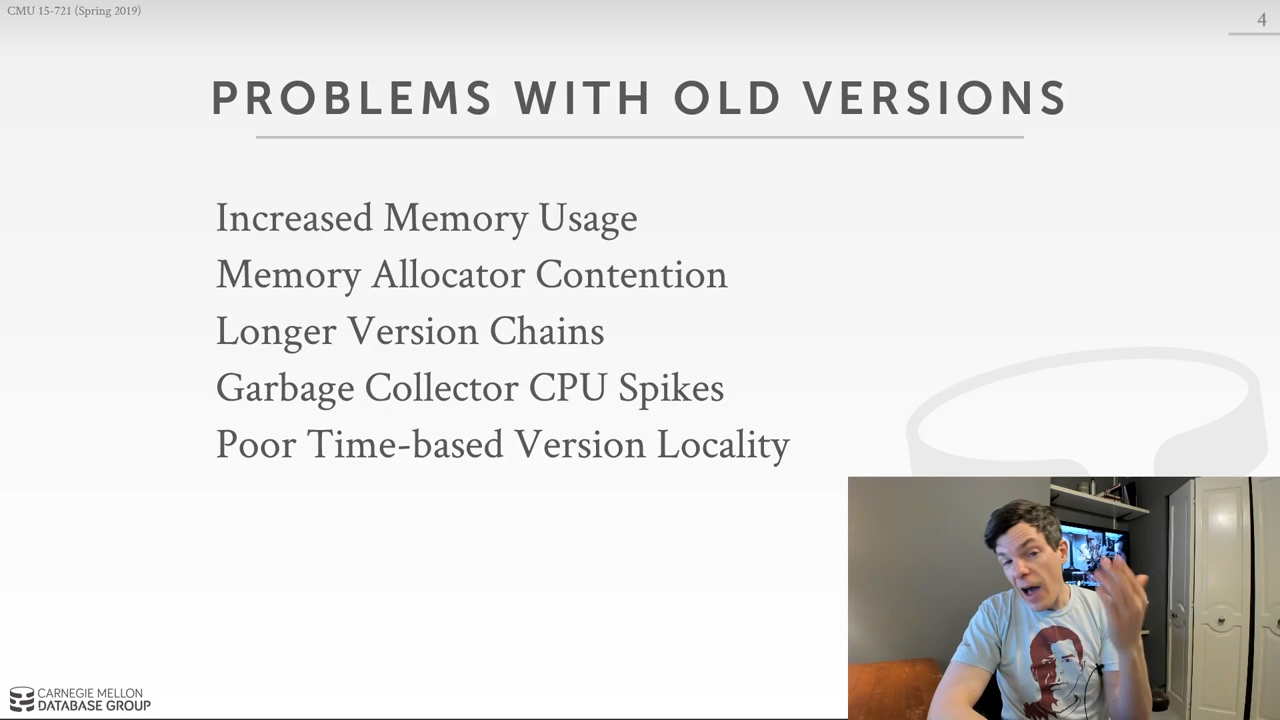 CMU 15-721 (Spring 2019)
4
PROBLEMS WITH OLD VERSIONS
Increased Memory Usage
Memory Allocator Contention
Longer Version Chains
Garbage Collector CPU Spikes
Poor Time-based Version Locality
CARNEGIE MELLON
DATABASE GROUP